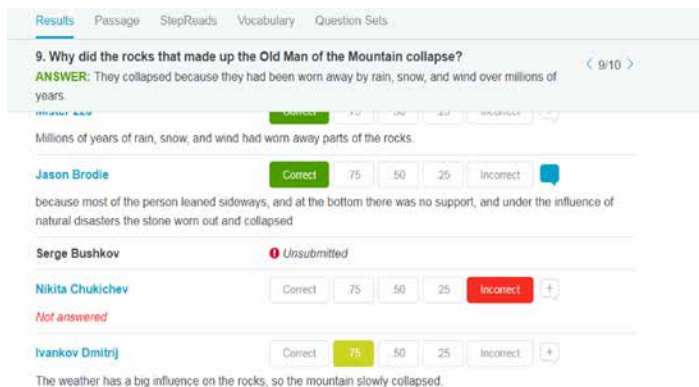 Results Passage StepReads Vocabulary Question Sets
9. Why did the rocks that made up the Old Man of the Mountain collapse?
9/10
ANSWER: They collapsed because they had been worn away by rain, snow, and wind over millions of
years.
Correct .75 .50 .25 Incorrect
Millions of years of rain, snow, and wind had worn away parts of the rocks.
Jason Brodie Correct .75 .50 .25 Incorrect
because most of the person leaned sideways, and at the bottom there was no support, and under the influence of
natural disasters the stone worn out and collapsed
Serge Bushkov Unsubmitted
Nikita Chukichev Correct .75 .50 .25 Incorrect +
Not answered
Ivankov Dmitrij Correct .75 .50 .25 Incorrect +
The weather has a big influence on the rocks, so the mountain slowly collapsed.